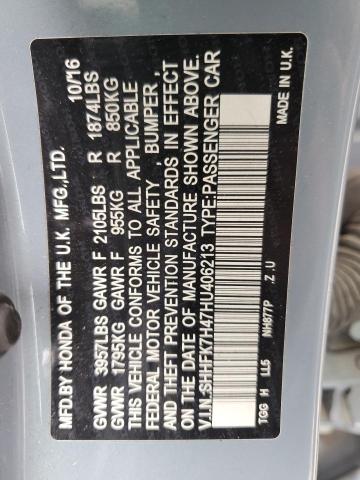 MFD.BY HONDA OF THE U.K. MFG.,LTD. 10/16
GVWR 3957LBS GAWR F 2105LBS R 1874LBS
GVWR 1795KG GAWR F 955KG R 850KG
THIS VEHICLE CONFORMS TO ALL APPLICABLE
FEDERAL MOTOR VEHICLE SAFETY , BUMPER ,
AND THEFT PREVENTION STANDARDS IN EFFECT
ON THE DATE OF MANUFACTURE SHOWN ABOVE.
V.I.N.:SHHFK7H47HU406213 TYPE:PASSENGER CAR
TGG H LL5 NH877P Z.U MADE IN U.K.